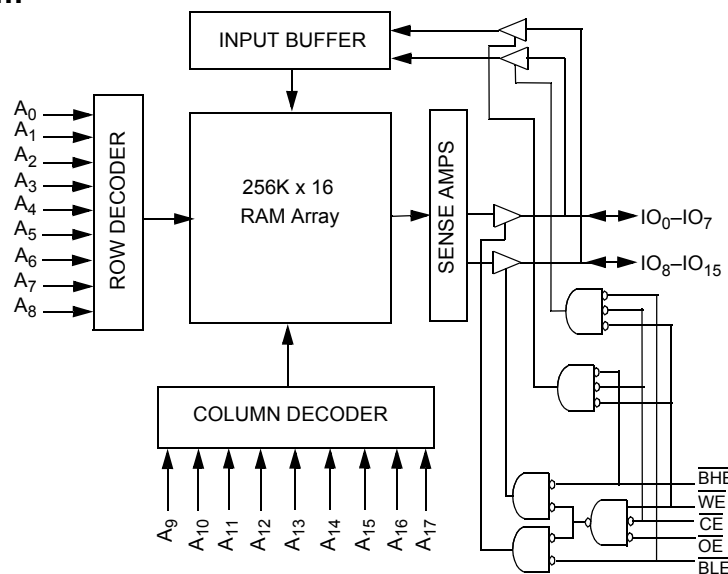 INPUT BUFFER
A0
A1
A2
A3
A4
A5
A6
A7
A8
ROW DECODER
256K x 16
RAM Array
SENSE AMPS
IO0–IO7
IO8–IO15
COLUMN DECODER
A9
A10
A11
A12
A13
A14
A15
A16
A17
BHE
WE
CE
OE
BLE